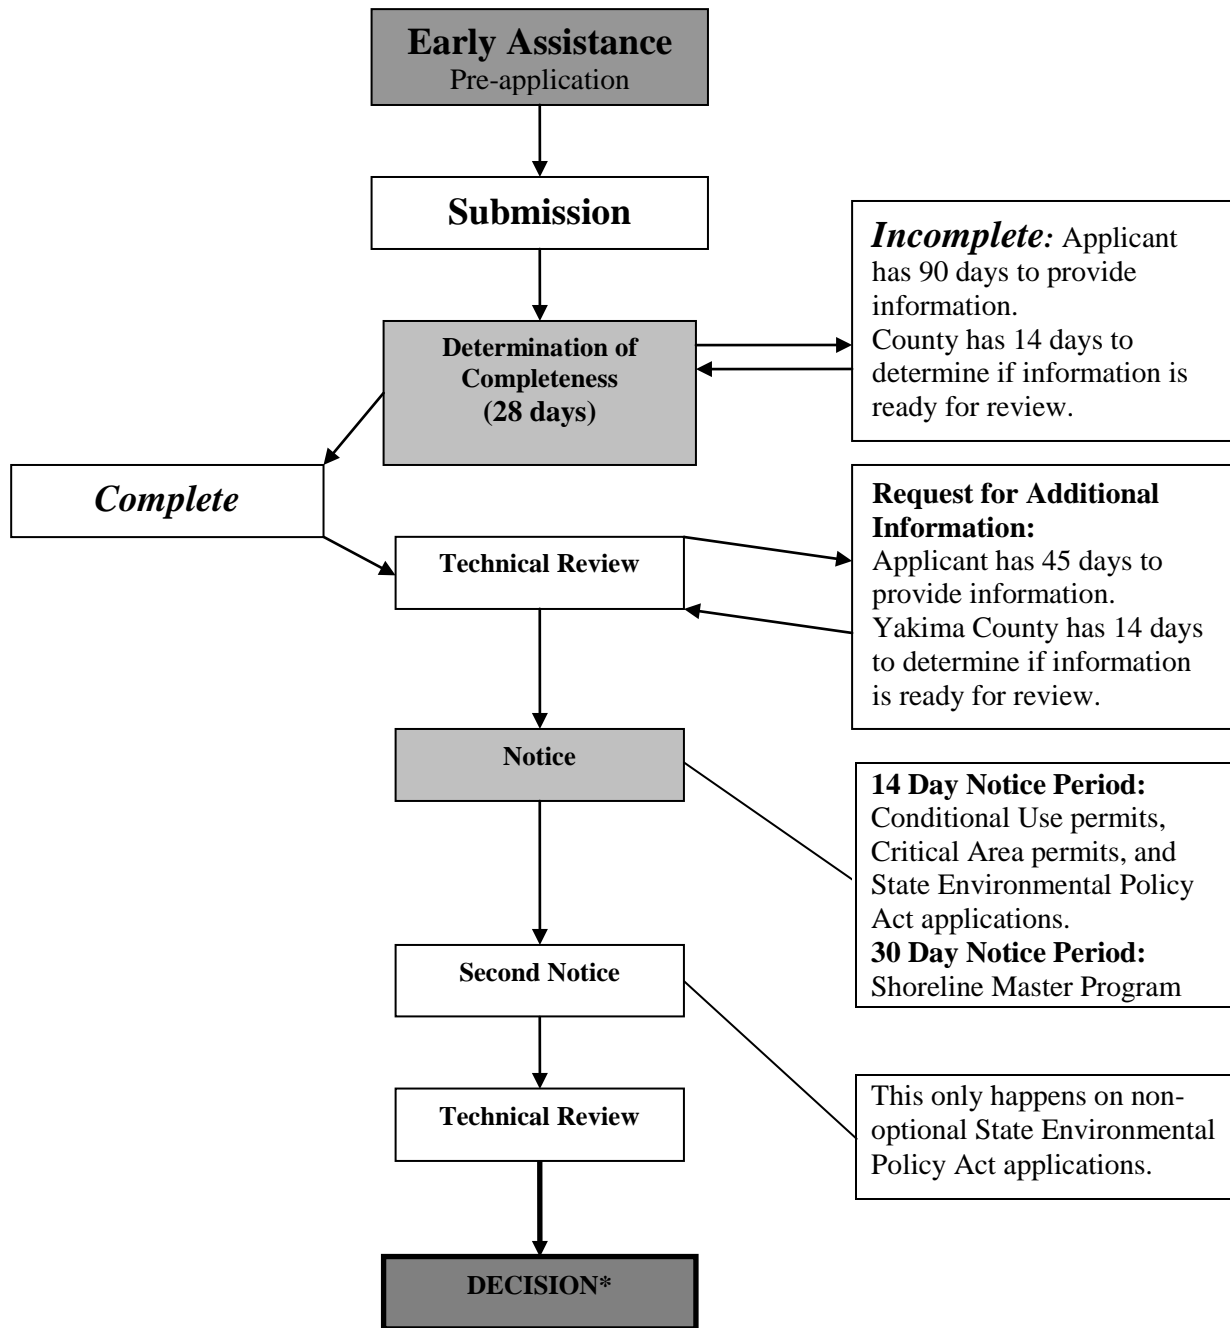 Early Assistance
Pre-application
Submission
Incomplete: Applicant
has 90 days to provide
information.
County has 14 days to
determine if information is
ready for review.
Determination of
Completeness
(28 days)
Complete
Request for Additional
Information:
Applicant has 45 days to
provide information.
Yakima County has 14 days
to determine if information
is ready for review.
Technical Review
Notice
14 Day Notice Period:
Conditional Use permits,
Critical Area permits, and
State Environmental Policy
Act applications.
30 Day Notice Period:
Shoreline Master Program
Second Notice
Technical Review
This only happens on non-
optional State Environmental
Policy Act applications.
DECISION*